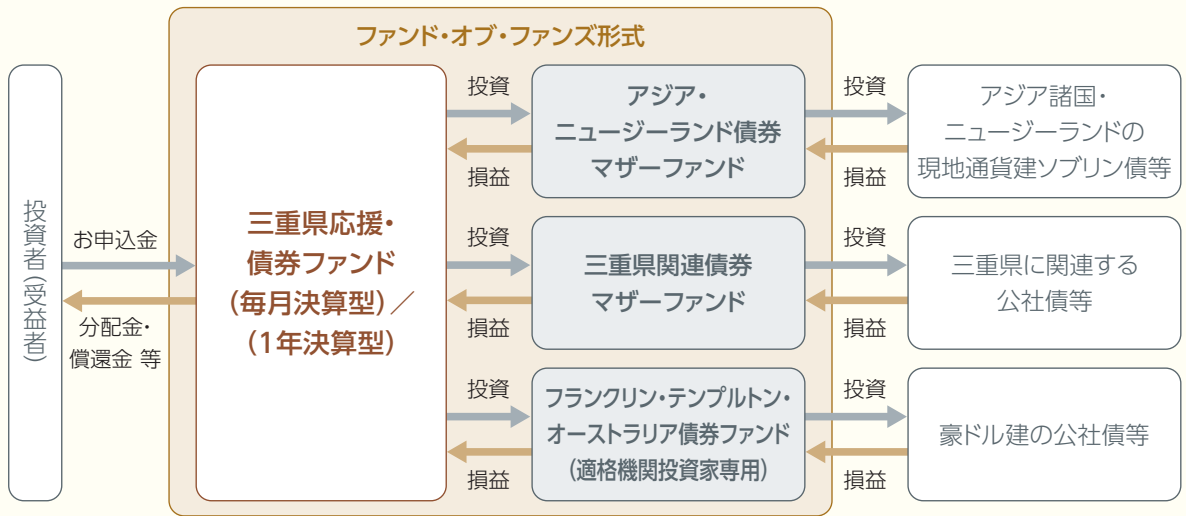 ファンド・オブ・ファンズ形式
投資者(受益者)
お申込金
分配金・
償還金 等
三重県応援・
債券ファンド
(毎月決算型)／
(1年決算型)
投資
損益
アジア・
ニュージーランド債券
マザーファンド
投資
損益
アジア諸国・
ニュージーランドの
現地通貨建ソブリン債等
投資
損益
三重県関連債券
マザーファンド
投資
損益
三重県に関連する
公社債等
投資
損益
フランクリン・テンプルトン・
オーストラリア債券ファンド
(適格機関投資家専用)
投資
損益
豪ドル建の公社債等